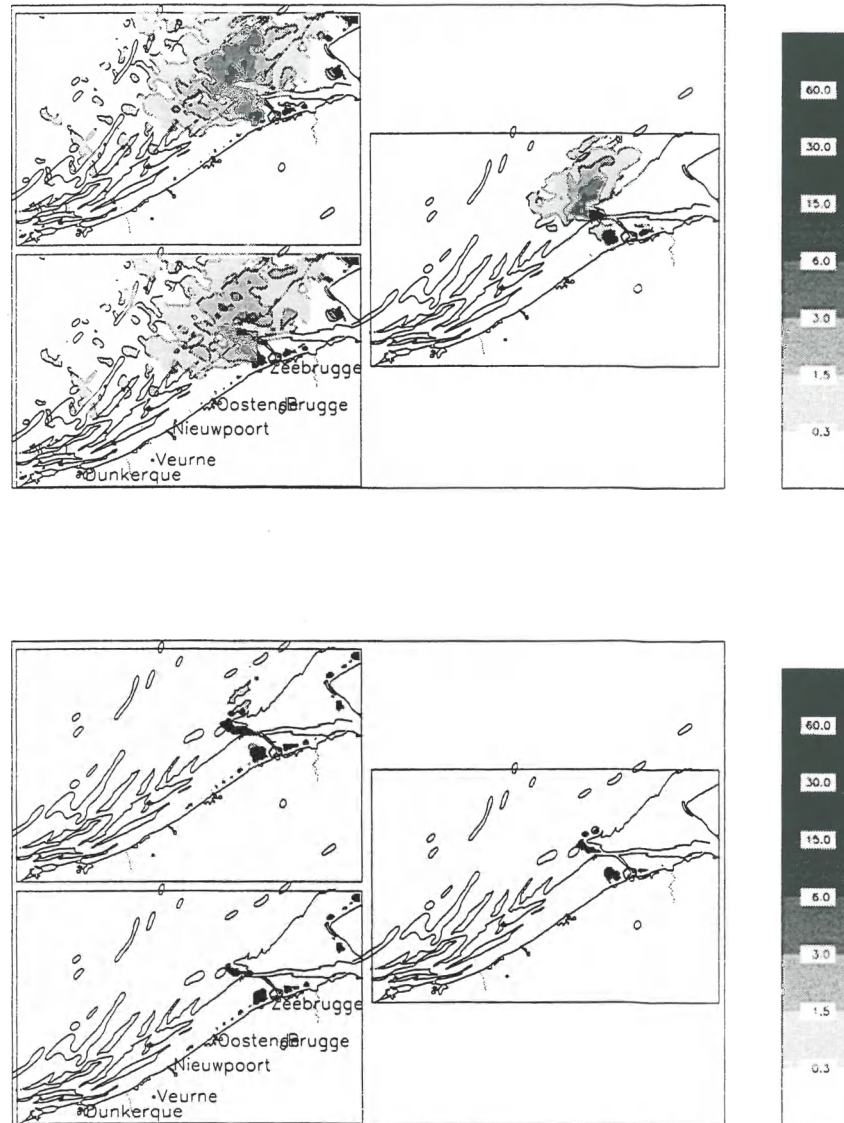 60.0
30.0
15.0
6.0
3.0
1.5
0.3
Zeebrugge
Oostende
Brugge
Nieuwpoort
Veurne
Dunkerque
60.0
30.0
15.0
6.0
3.0
1.5
0.3
Zeebrugge
Oostende
Brugge
Nieuwpoort
Veurne
Dunkerque